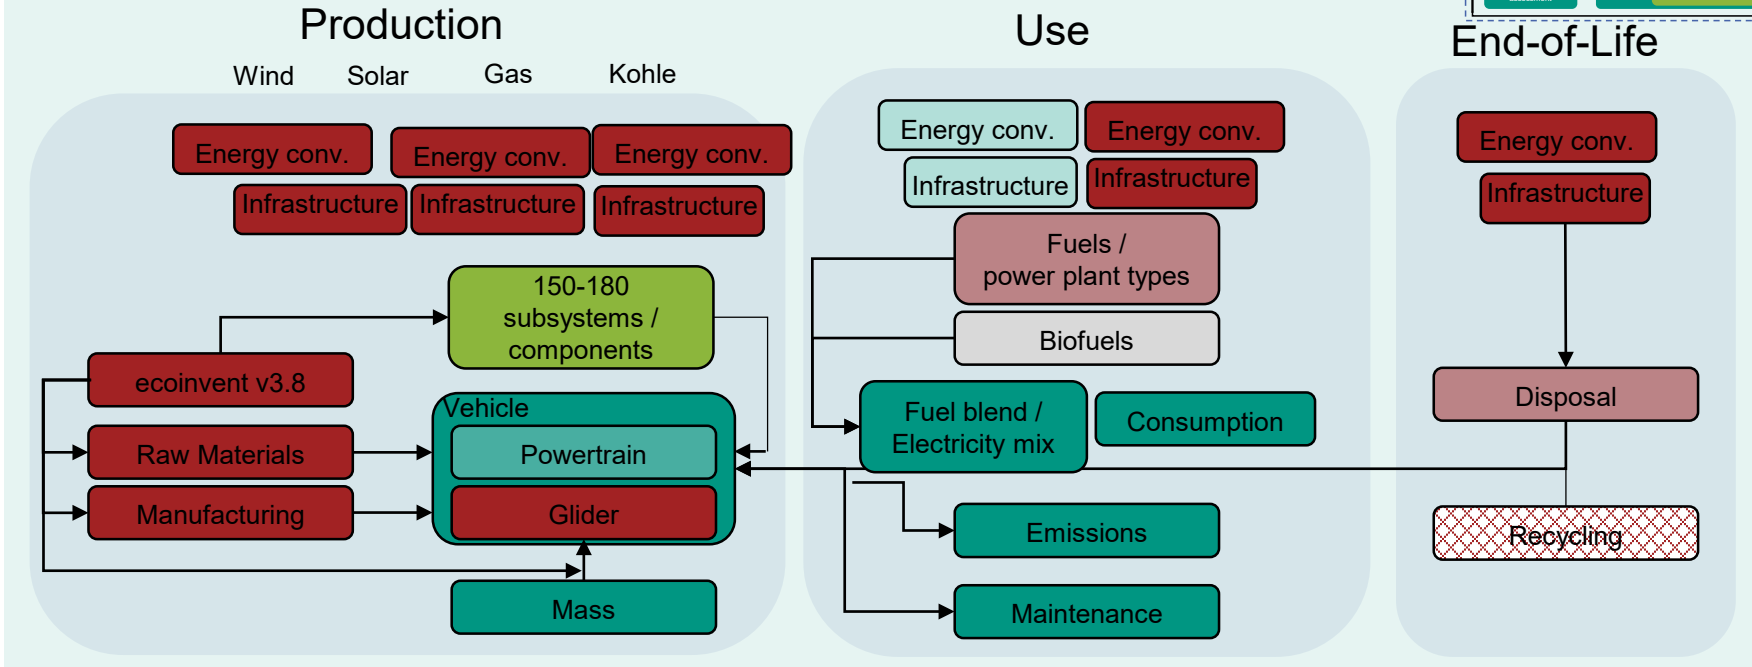 Production
Use
End-of-Life
Wind
Solar
Gas
Kohle
Energy conv.
Energy conv.
Energy conv.
Infrastructure
Infrastructure
Infrastructure
150-180
subsystems /
components
ecoinvent v3.8
Raw Materials
Manufacturing
Vehicle
Powertrain
Glider
Mass
Energy conv.
Energy conv.
Infrastructure
Infrastructure
Fuels /
power plant types
Biofuels
Fuel blend /
Electricity mix
Consumption
Emissions
Maintenance
Energy conv.
Infrastructure
Disposal
Recycling